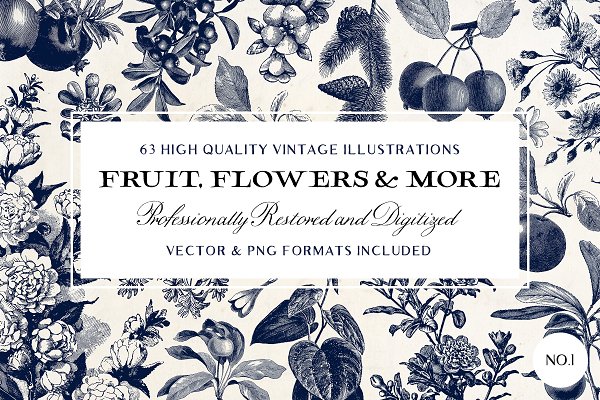 63 HIGH QUALITY VINTAGE ILLUSTRATIONS
FRUIT, FLOWERS & MORE
Professionally Restored and Digitized
VECTOR & PNG FORMATS INCLUDED
NO.1